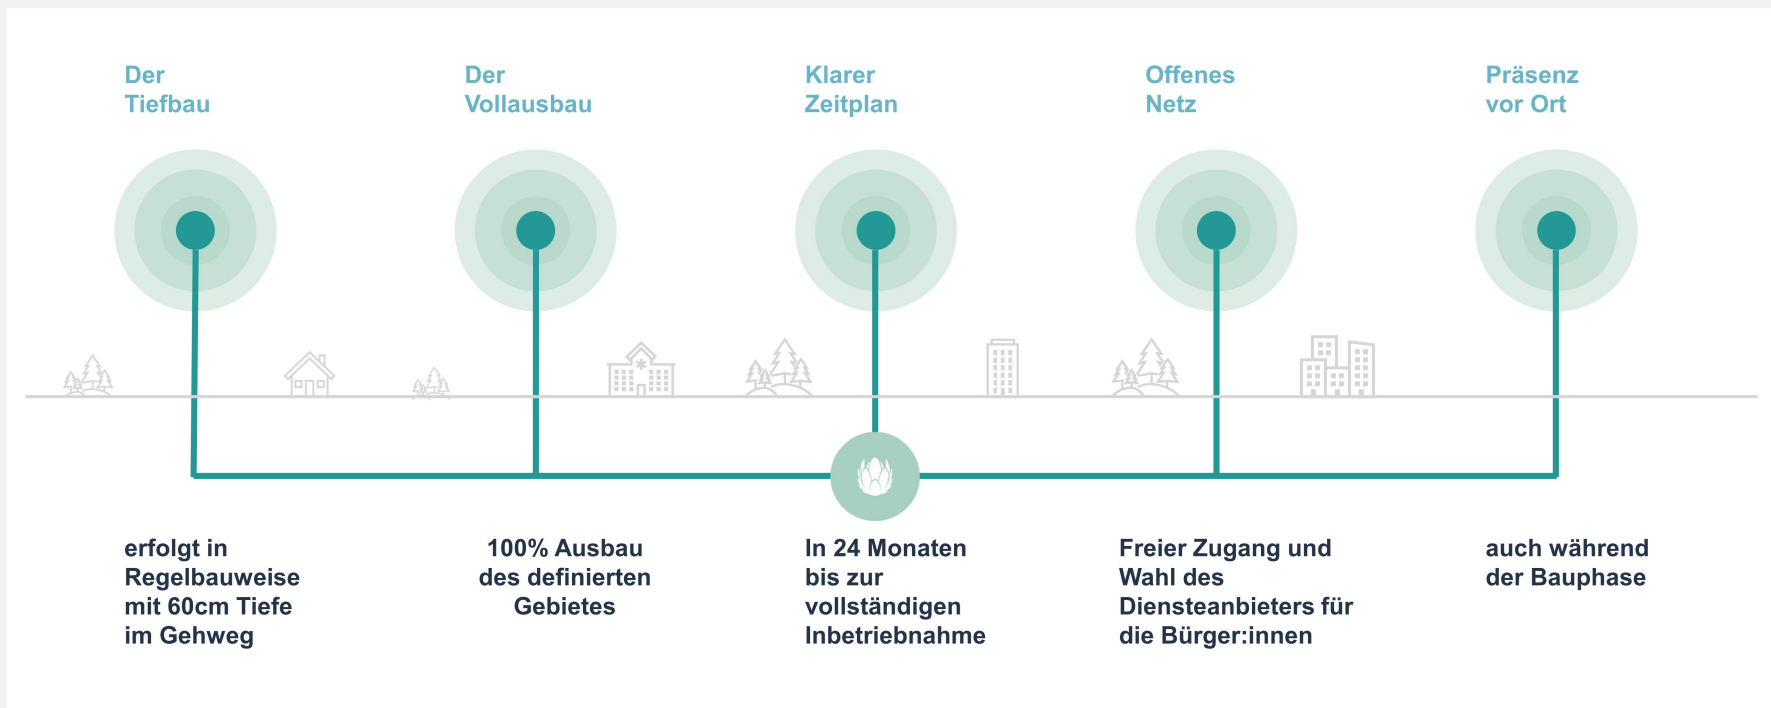 Der
Tiefbau
Der
Vollausbau
Klarer
Zeitplan
Offenes
Netz
Präsenz
vor Ort
erfolgt in
Regelbauweise
mit 60cm Tiefe
im Gehweg
100% Ausbau
des definierten
Gebietes
In 24 Monaten
bis zur
vollständigen
Inbetriebnahme
Freier Zugang und
Wahl des
Diensteanbieters für
die Bürger:innen
auch während
der Bauphase